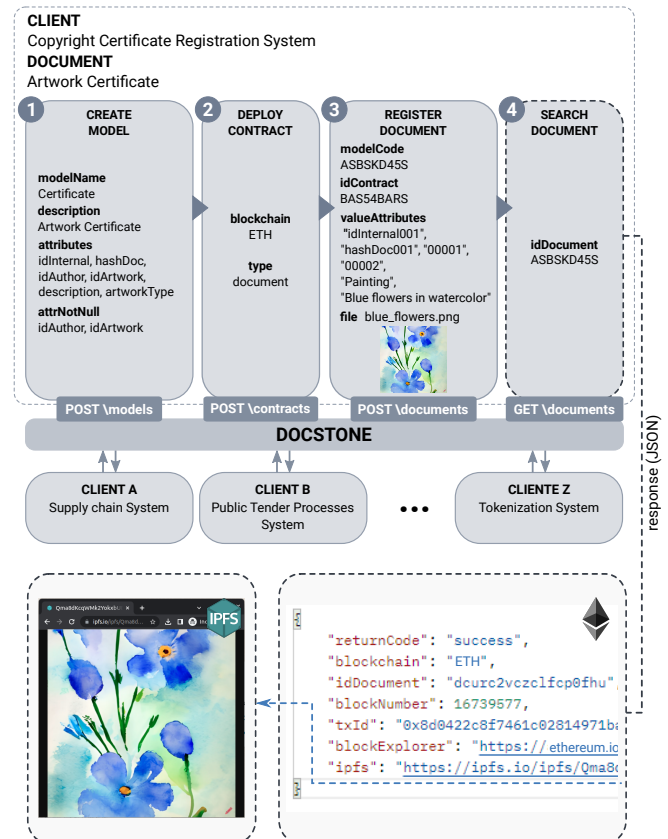 CLIENT
Copyright Certificate Registration System
DOCUMENT
Artwork Certificate
1
CREATE
MODEL
modelName
Certificate
description
Artwork Certificate
attributes
idInternal, hashDoc,
idAuthor, idArtwork,
description, artworkType
attrNotNull
idAuthor, idArtwork
POST \models
2
DEPLOY
CONTRACT
blockchain
ETH
type
document
POST \contracts
3
REGISTER
DOCUMENT
modelCode
ASBSKD45S
idContract
BAS54BARS
valueAttributes
"idInternal001",
"hashDoc001", "00001",
"00002",
"Painting",
"Blue flowers in watercolor"
file blue_flowers.png
POST \documents
4
SEARCH
DOCUMENT
idDocument
ASBSKD45S
GET \documents
response (JSON)
DOCSTONE
CLIENT A
Supply chain System
CLIENT B
Public Tender Processes
System
•••
CLIENTE Z
Tokenization System
IPFS
{
"returnCode": "success",
"blockchain": "ETH",
"idDocument": "dcurc2vczclfcp0fhu",
"blockNumber": 16739577,
"txId": "0x8d0422c8f7461c02814971ba
"blockExplorer": "https://ethereum.io
"ipfs": "https://ipfs.io/ipfs/Qma8d
}